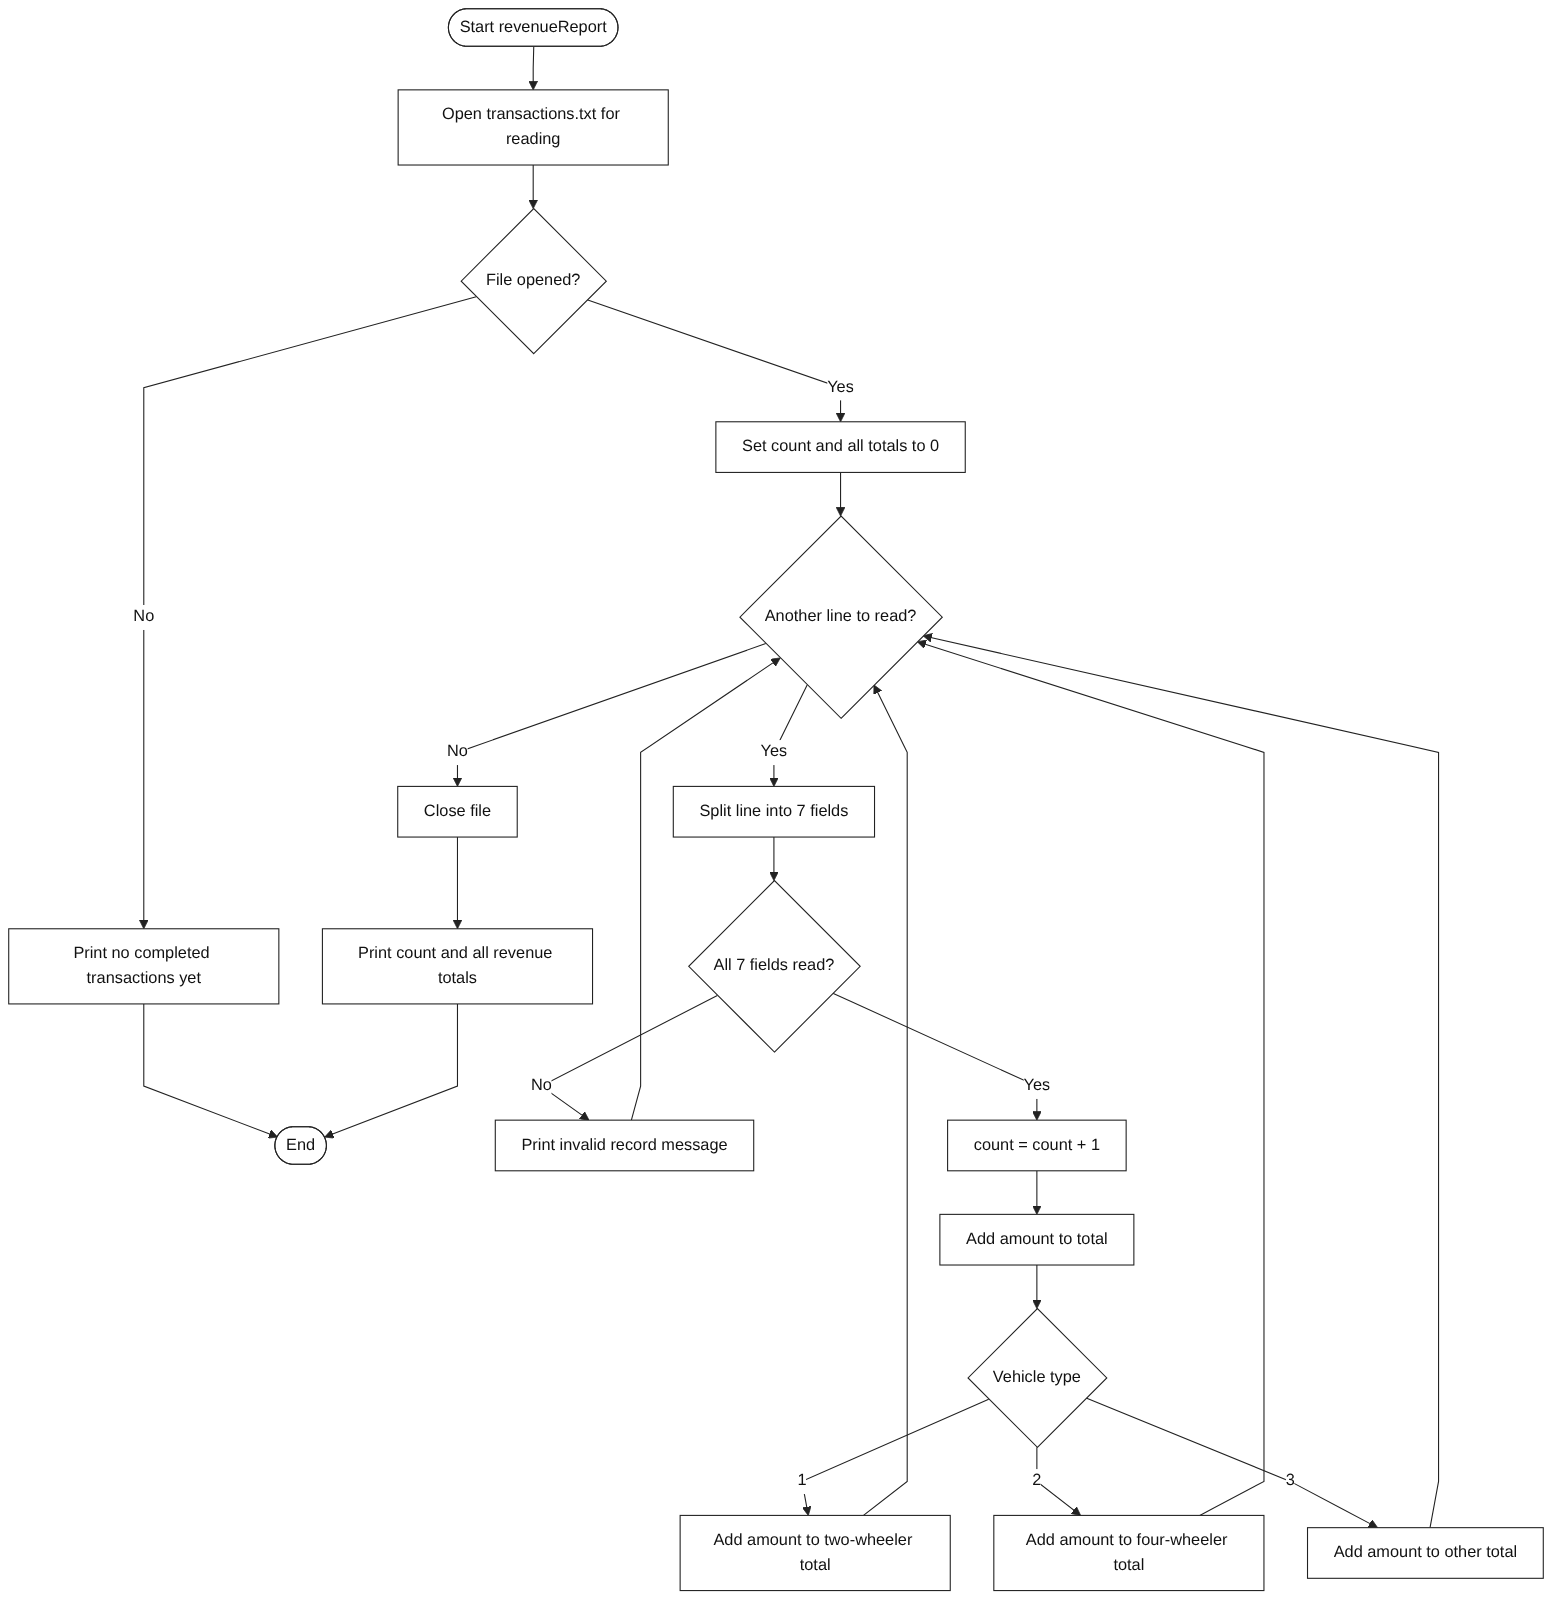 Start revenueReport
Open transactions.txt for
reading
File opened?
Yes
Set count and all totals to 0
No
Another line to read?
No
Yes
Close file
Split line into 7 fields
Print no completed
transactions yet
Print count and all revenue
totals
All 7 fields read?
No
Yes
End
Print invalid record message
count = count + 1
Add amount to total
Vehicle type
1
2
3
Add amount to two-wheeler
total
Add amount to four-wheeler
total
Add amount to other total